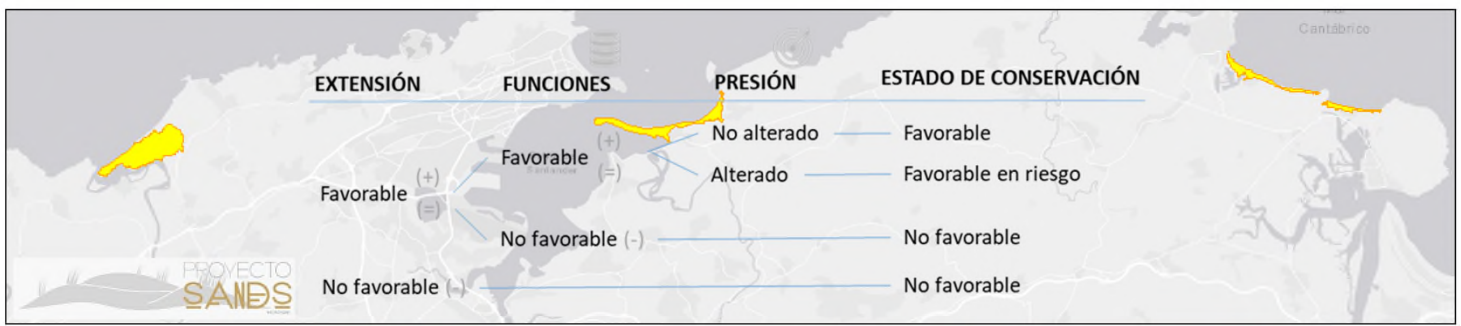 Cantábrico
EXTENSIÓN FUNCIONES PRESIÓN ESTADO DE CONSERVACIÓN
No alterado Favorable
Favorable (+) (=)
Santander
Alterado Favorable en riesgo
Favorable (+) (=)
No favorable (-) No favorable
No favorable (-) No favorable
PROYECTO
SANDS